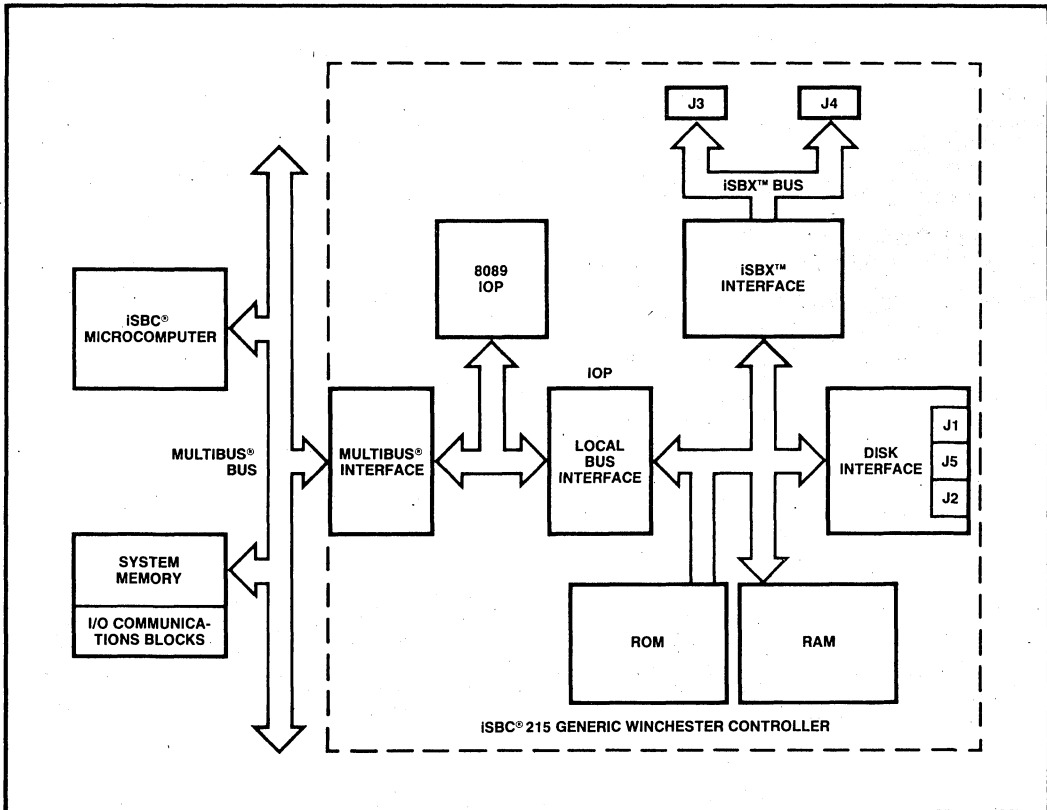 J3
J4
iSBX™ BUS
8089
IOP
iSBX™
INTERFACE
iSBC®
MICROCOMPUTER
IOP
MULTIBUS®
BUS
MULTIBUS®
INTERFACE
LOCAL
BUS
INTERFACE
DISK
INTERFACE
J1
J5
J2
SYSTEM
MEMORY
I/O COMMUNICA-
TIONS BLOCKS
ROM
RAM
iSBC® 215 GENERIC WINCHESTER CONTROLLER